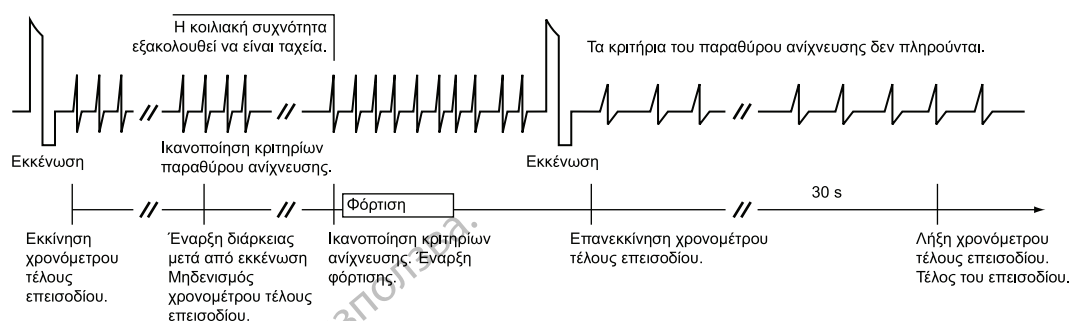 Η κοιλιακή συχνότητα
εξακολουθεί να είναι ταχεία.
Τα κριτήρια του παραθύρου ανίχνευσης δεν πληρούνται.
Εκκένωση
Ικανοποίηση κριτηρίων
παραθύρου ανίχνευσης.
Εκκένωση
Φόρτιση
30 s
Εκκίνηση
χρονόμετρου
τέλους
επεισοδίου.
Έναρξη διάρκειας
μετά από εκκένωση
Μηδενισμός
χρονομέτρου τέλους
επεισοδίου.
Ικανοποίηση κριτηρίων
ανίχνευσης. Έναρξη
φόρτισης.
Επανεκκίνηση χρονομέτρου
τέλους επεισοδίου.
Λήξη χρονόμετρου
τέλους επεισοδίου.
Τέλος του επεισοδίου.